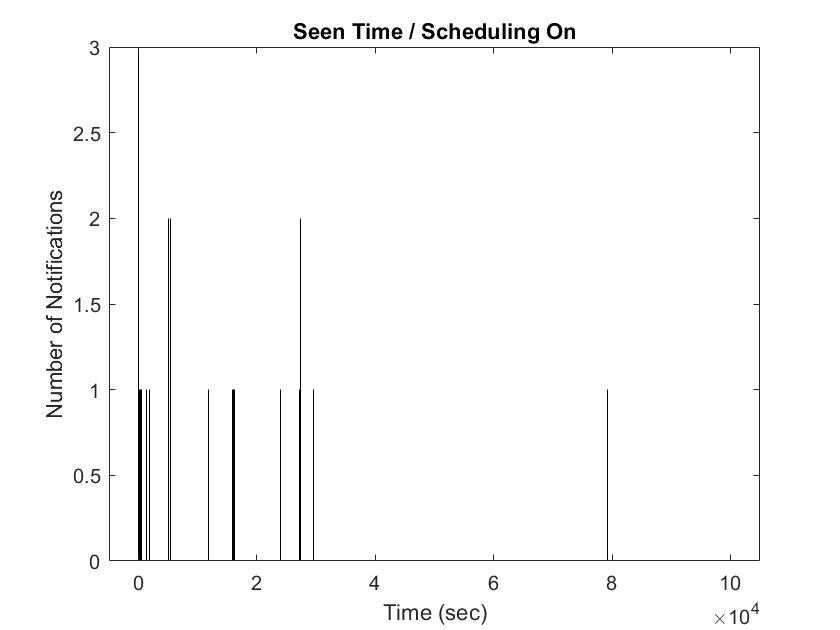 Seen Time / Scheduling On
3
2.5
2
1.5
1
0.5
0
Number of Notifications
0 2 4 6 8 10
Time (sec)
×10⁴